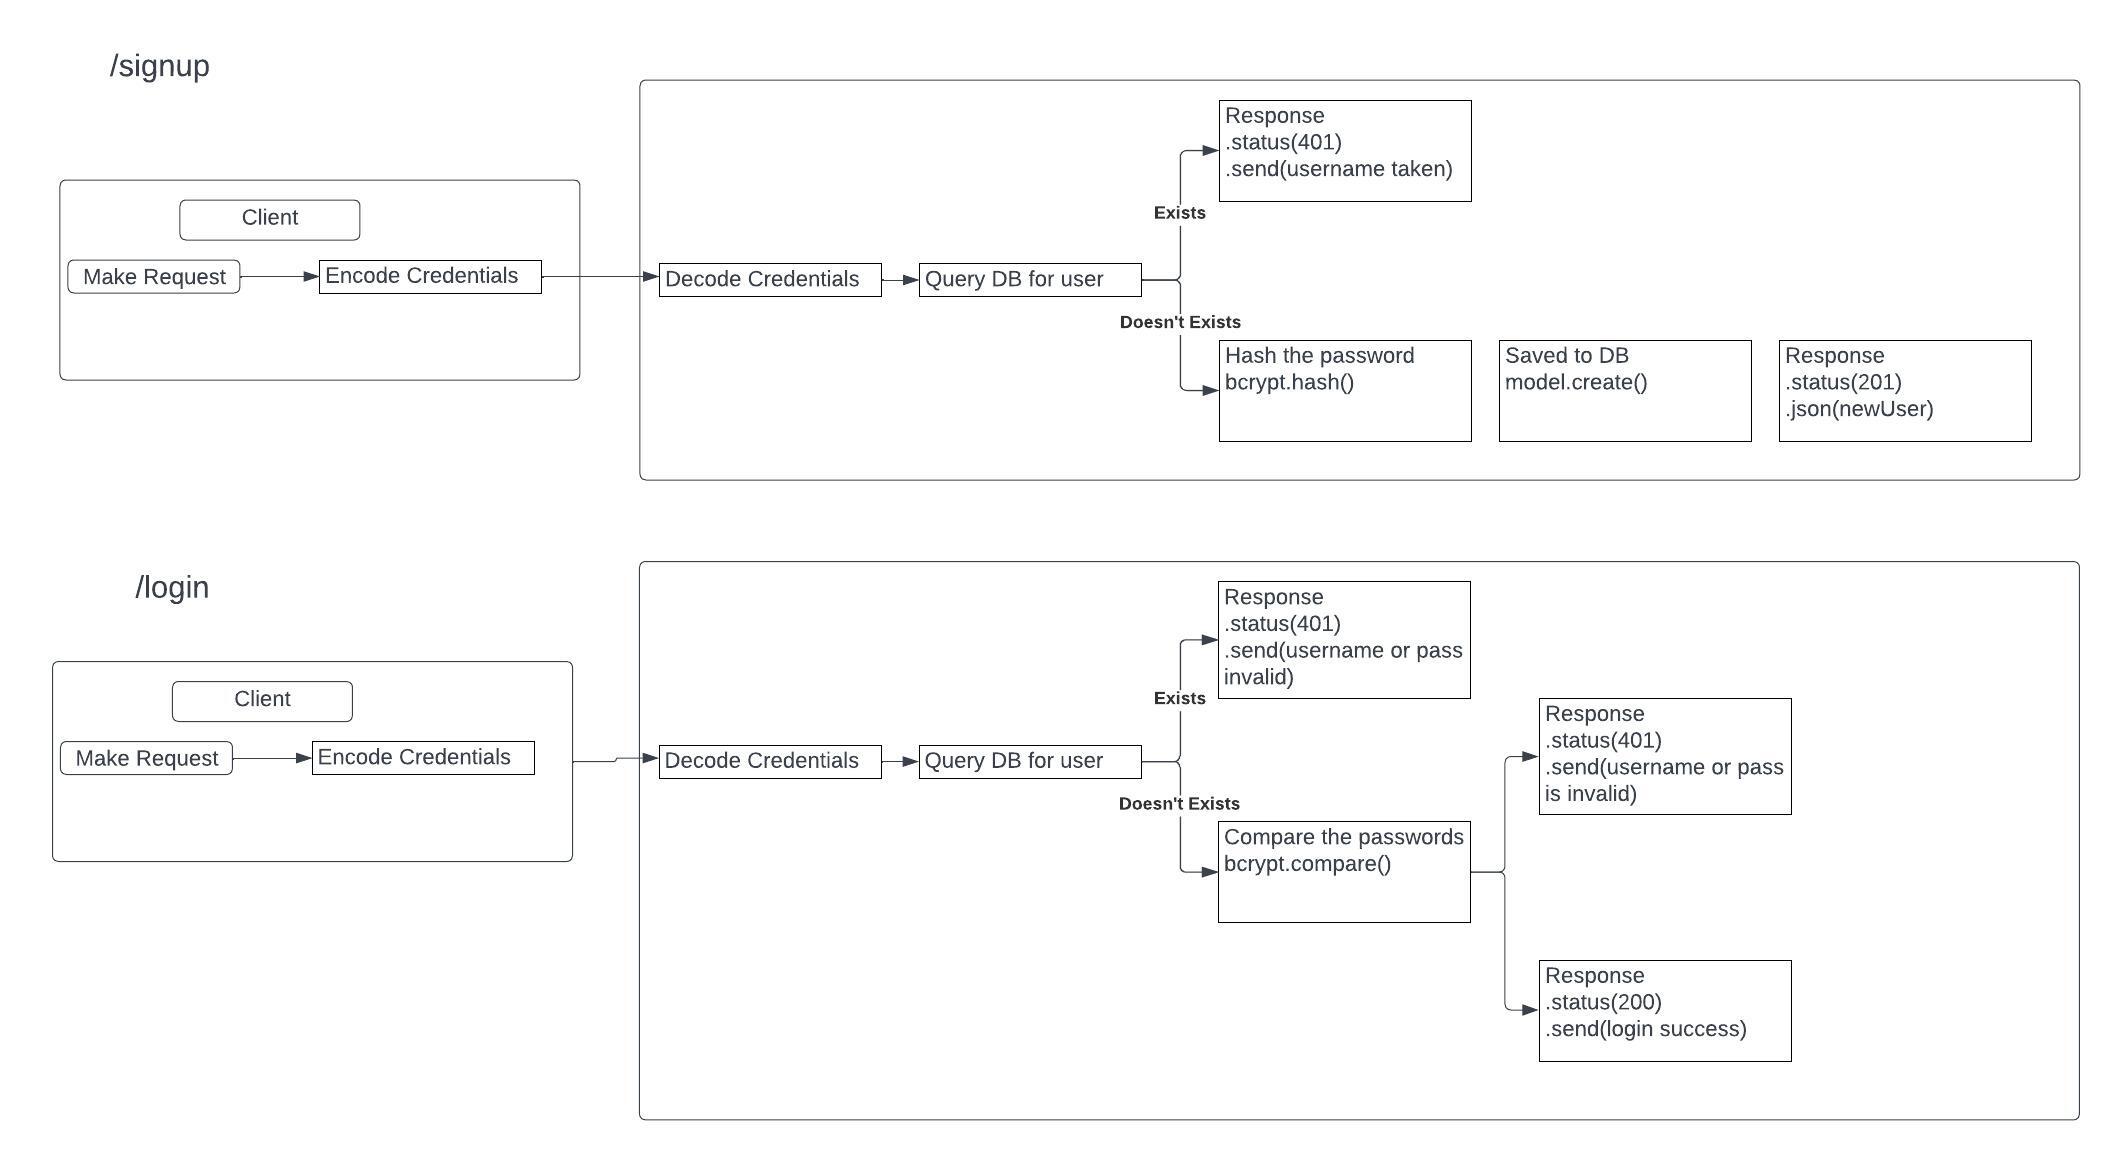 /signup
Client
Make Request
Encode Credentials
Decode Credentials
Query DB for user
Exists
Response
.status(401)
.send(username taken)
Doesn't Exists
Hash the password
bcrypt.hash()
Saved to DB
model.create()
Response
.status(201)
.json(newUser)
/login
Client
Make Request
Encode Credentials
Decode Credentials
Query DB for user
Exists
Response
.status(401)
.send(username or pass
invalid)
Doesn't Exists
Compare the passwords
bcrypt.compare()
Response
.status(401)
.send(username or pass
is invalid)
Response
.status(200)
.send(login success)